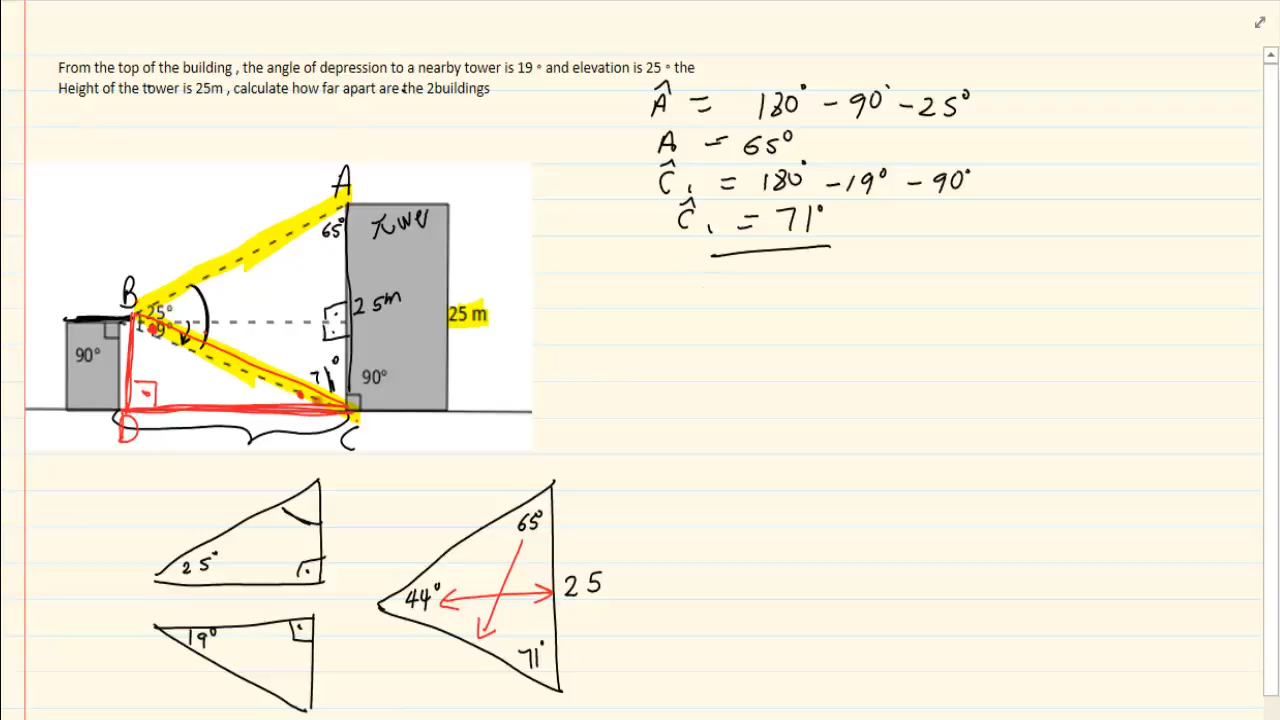 From the top of the building , the angle of depression to a nearby tower is 19 ° and elevation is 25 ° the
Height of the tower is 25m , calculate how far apart are the 2buildings
Â = 180° - 90° - 25°
A = 65°
Ĉ₁ = 180° - 19° - 90°
Ĉ₁ = 71°
A
65°
Tower
B
25°
19°
25m
25 m
90°
71°
90°
D
C
25°
19°
65°
44°
25
71°